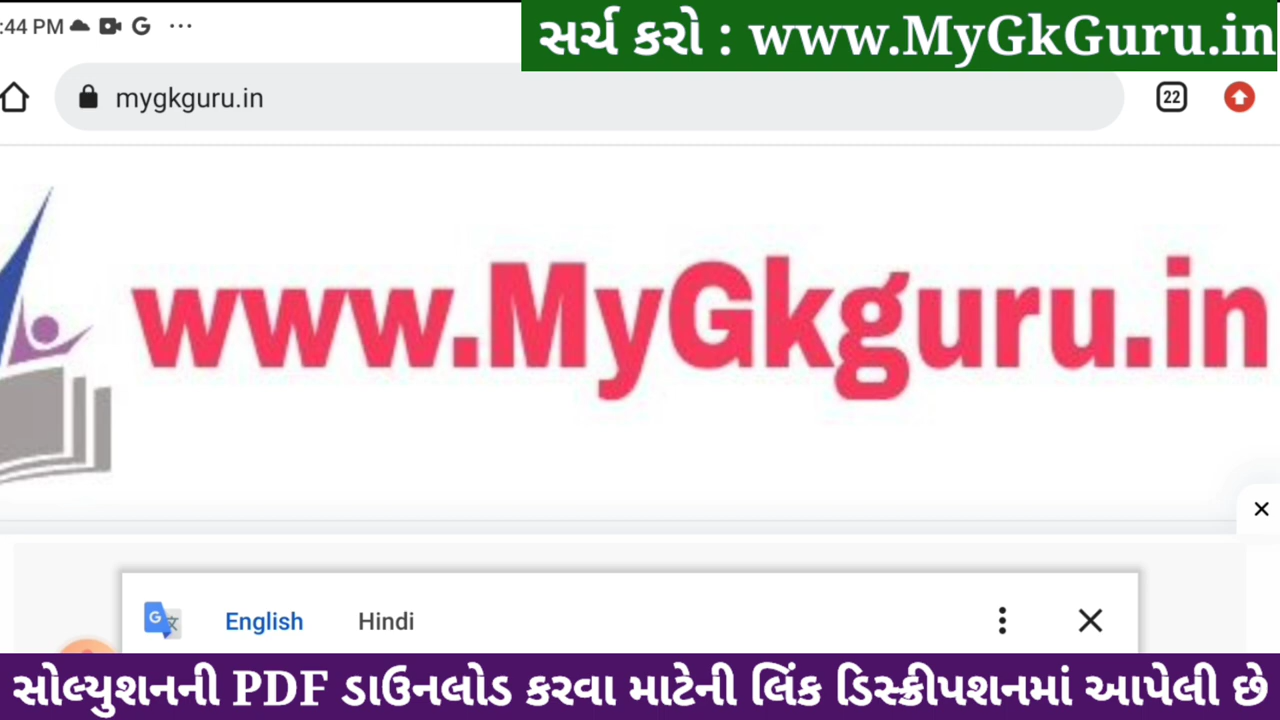 સર્ચ કરો : www.MyGkGuru.in
:44 PM G ...
mygkguru.in
22
www.MyGkguru.in
G 文 English Hindi
સોલ્યુશનની PDF ડાઉનલોડ કરવા માટેની લિંક ડિસ્ક્રીપશનમાં આપેલી છે